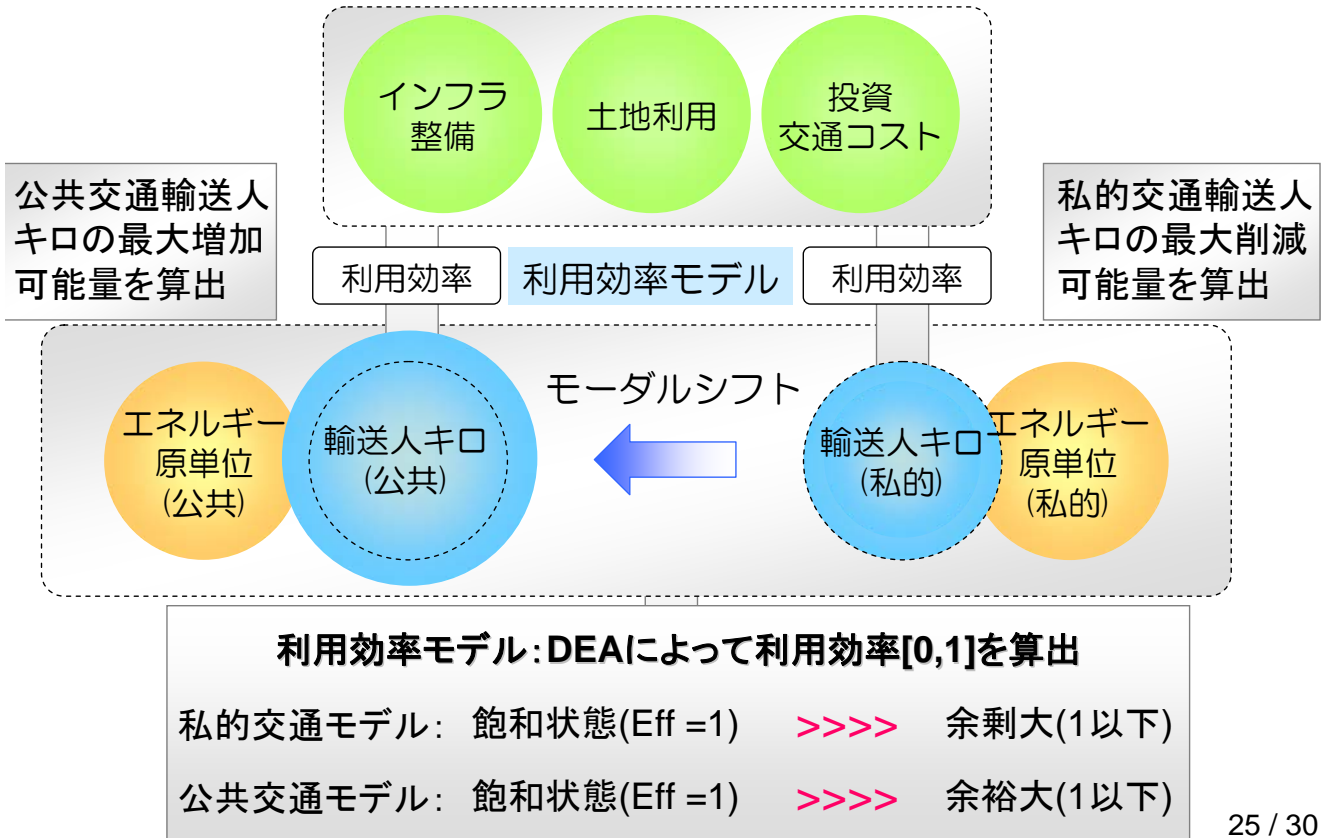 インフラ
整備
土地利用
投資
交通コスト
公共交通輸送人
キロの最大増加
可能量を算出
利用効率
利用効率モデル
利用効率
私的交通輸送人
キロの最大削減
可能量を算出
モーダルシフト
エネルギー
原単位
(公共)
輸送人キロ
(公共)
輸送人キロ
(私的)
エネルギー
原単位
(私的)
利用効率モデル:DEAによって利用効率[0,1]を算出
私的交通モデル: 飽和状態(Eff =1) >>>> 余剰大(1以下)
公共交通モデル: 飽和状態(Eff =1) >>>> 余裕大(1以下)
25 / 30